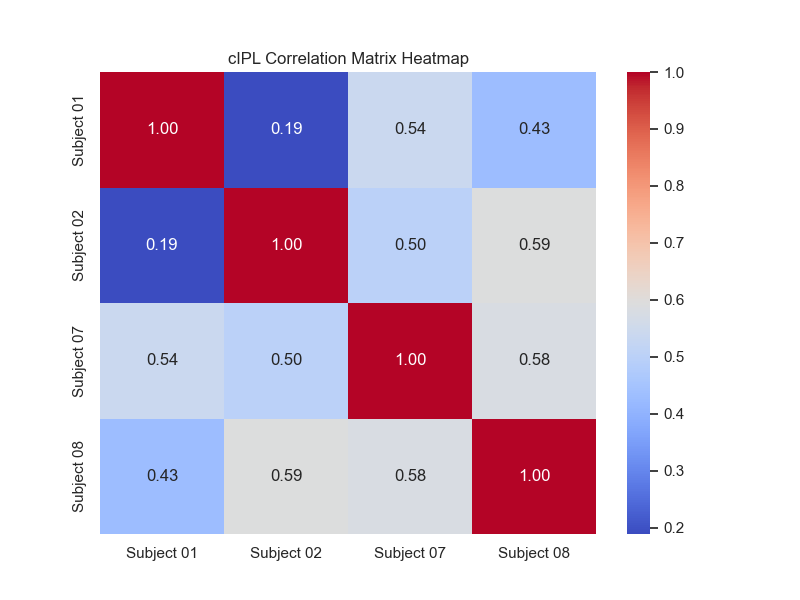 cIPL Correlation Matrix Heatmap
Subject 01
1.00 0.19 0.54 0.43
Subject 02
0.19 1.00 0.50 0.59
Subject 07
0.54 0.50 1.00 0.58
Subject 08
0.43 0.59 0.58 1.00
Subject 01 Subject 02 Subject 07 Subject 08
1.0
0.9
0.8
0.7
0.6
0.5
0.4
0.3
0.2